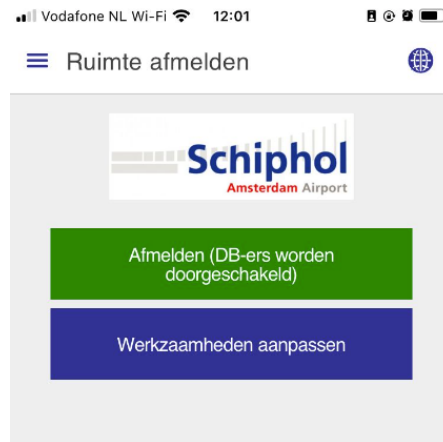 Vodafone NL Wi-Fi 12:01
Ruimte afmelden
Schiphol
Amsterdam Airport
Afmelden (DB-ers worden
doorgeschakeld)
Werkzaamheden aanpassen